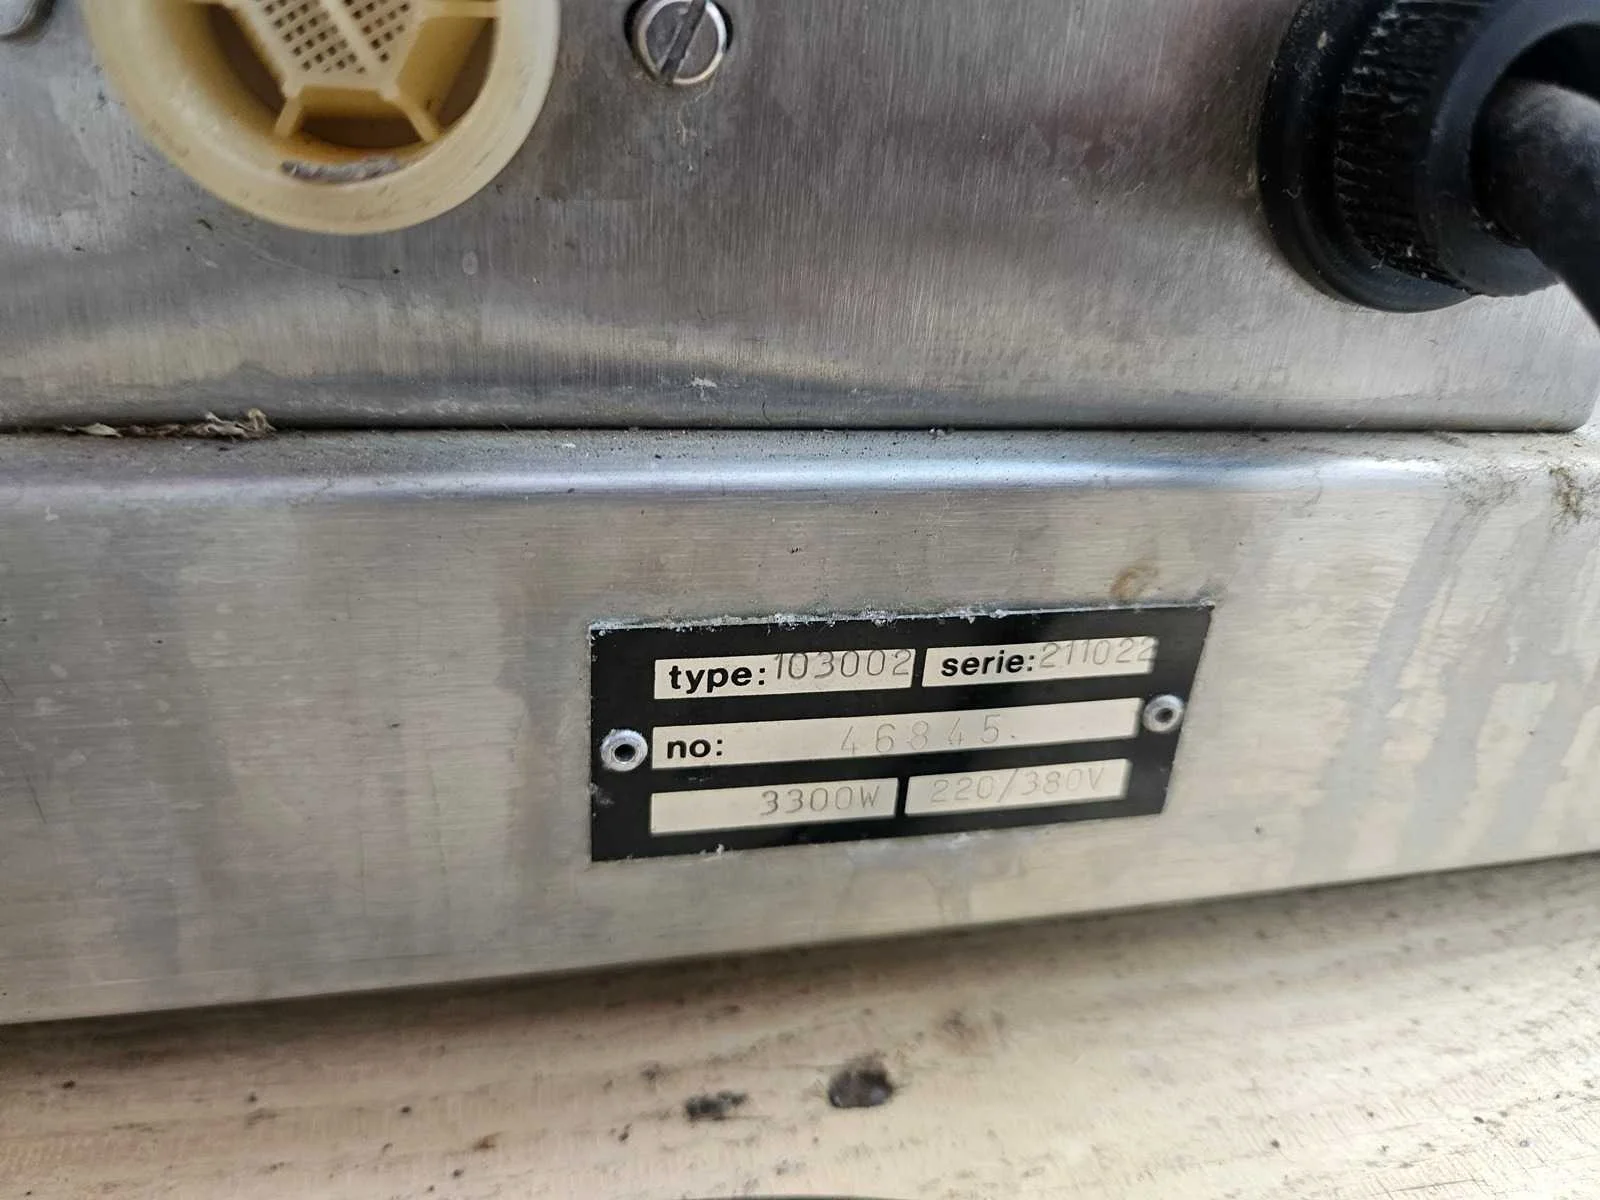 type: 103002 serie: 211022
no: 46845.
3300W 220/380V